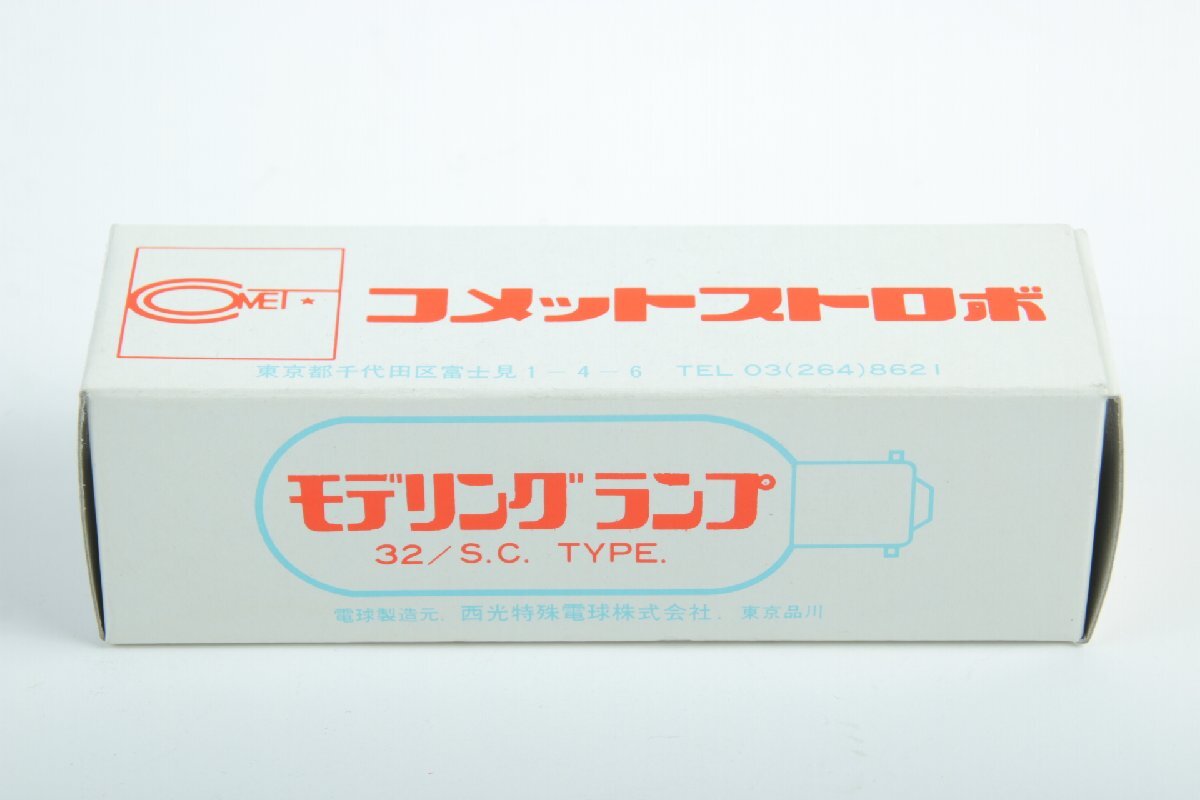 COMET コメットストロボ
東京都千代田区富士見1-4-6 TEL 03(264)8621
モデリングランプ
32/S.C. TYPE.
電球製造元. 西光特殊電球株式会社. 東京品川